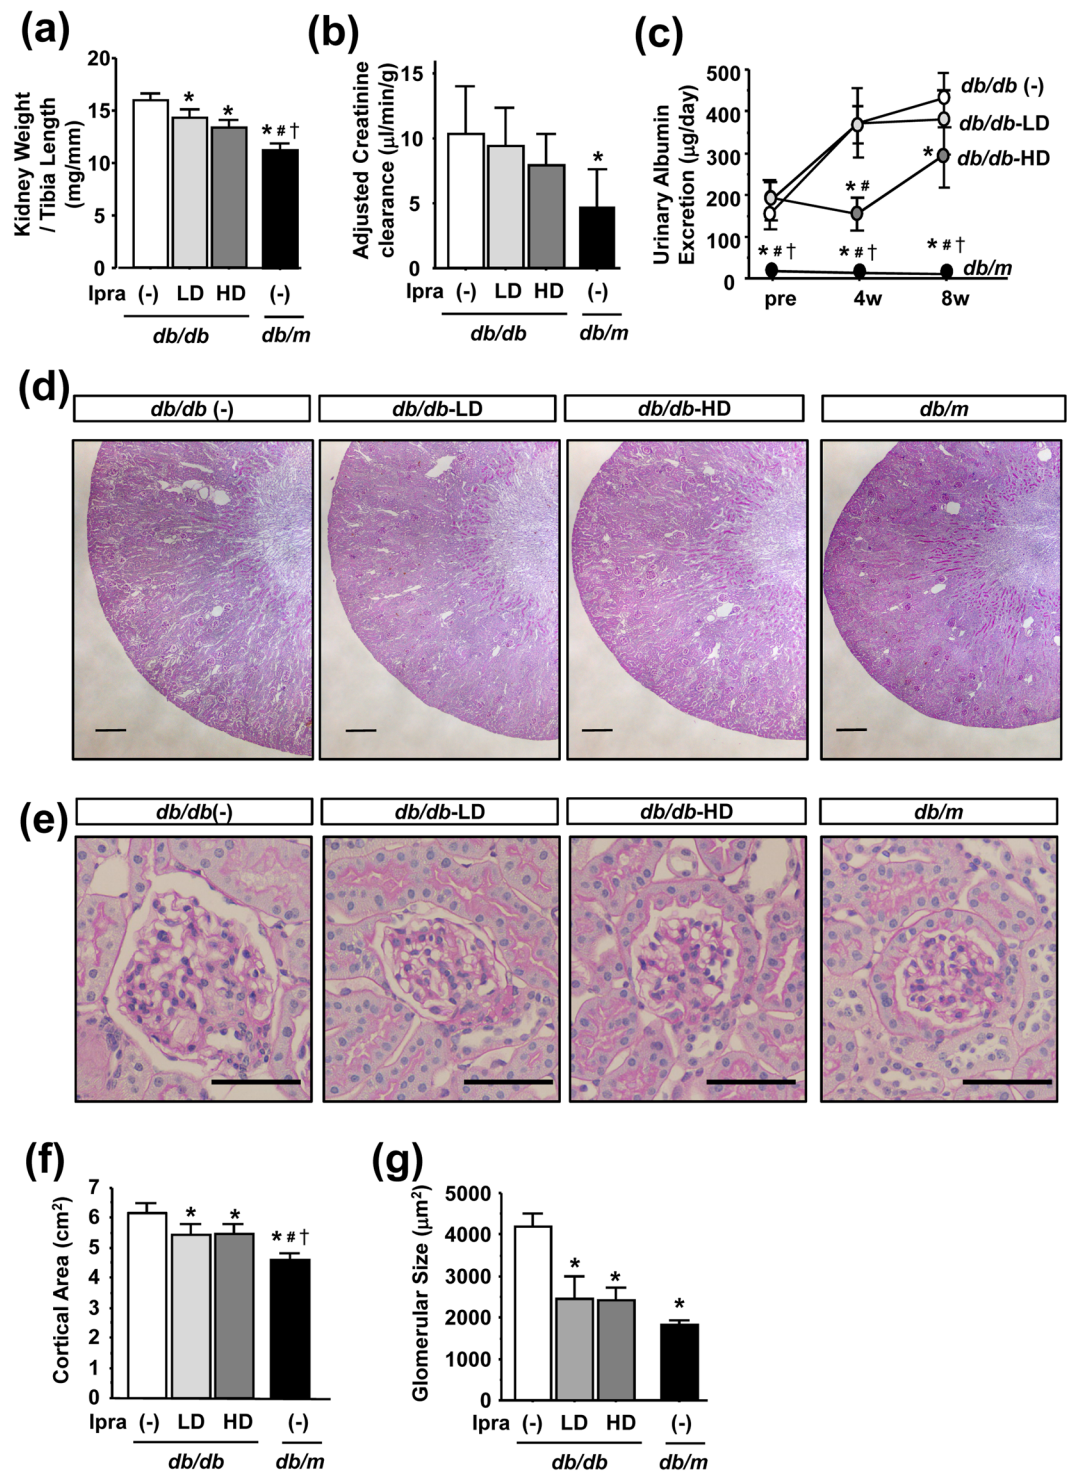 (a)
Kidney Weight
/ Tibia Length
(mg/mm)
20
15
10
5
0
*
*
* # †
Ipra (-) LD HD (-)
db/db db/m
(b)
Adjusted Creatinine
clearance (μl/min/g)
15
10
5
0
*
Ipra (-) LD HD (-)
db/db db/m
(c)
Urinary Albumin
Excretion (μg/day)
500
400
300
200
100
0
db/db (-)
db/db-LD
db/db-HD
*
* #
* # † * # † * # †
db/m
pre 4w 8w
(d)
db/db (-) db/db-LD db/db-HD db/m
(e)
db/db(-) db/db-LD db/db-HD db/m
(f)
Cortical Area (cm²)
7
6
5
4
3
2
1
0
* * * # †
Ipra (-) LD HD (-)
db/db db/m
(g)
Glomerular Size (μm²)
5000
4000
3000
2000
1000
0
* * *
Ipra (-) LD HD (-)
db/db db/m